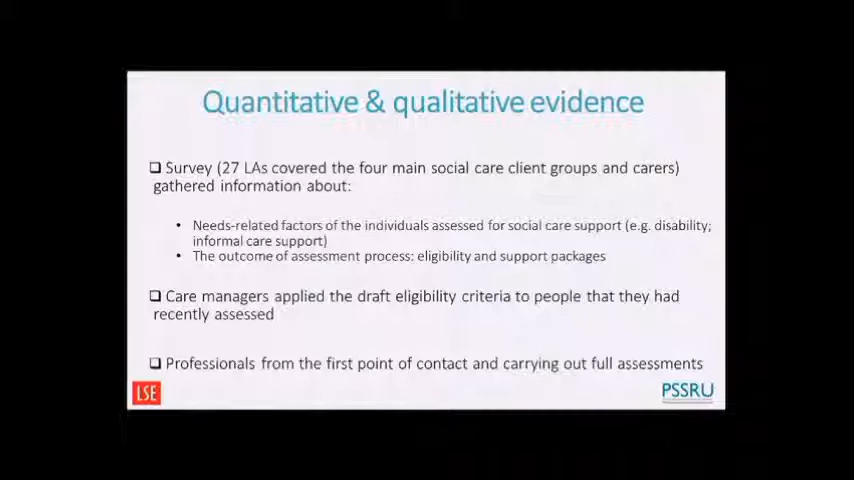 Quantitative & qualitative evidence
❑ Survey (27 LAs covered the four main social care client groups and carers)
gathered information about:
• Needs-related factors of the individuals assessed for social care support (e.g. disability;
informal care support)
• The outcome of assessment process: eligibility and support packages
❑ Care managers applied the draft eligibility criteria to people that they had
recently assessed
❑ Professionals from the first point of contact and carrying out full assessments
LSE
PSSRU